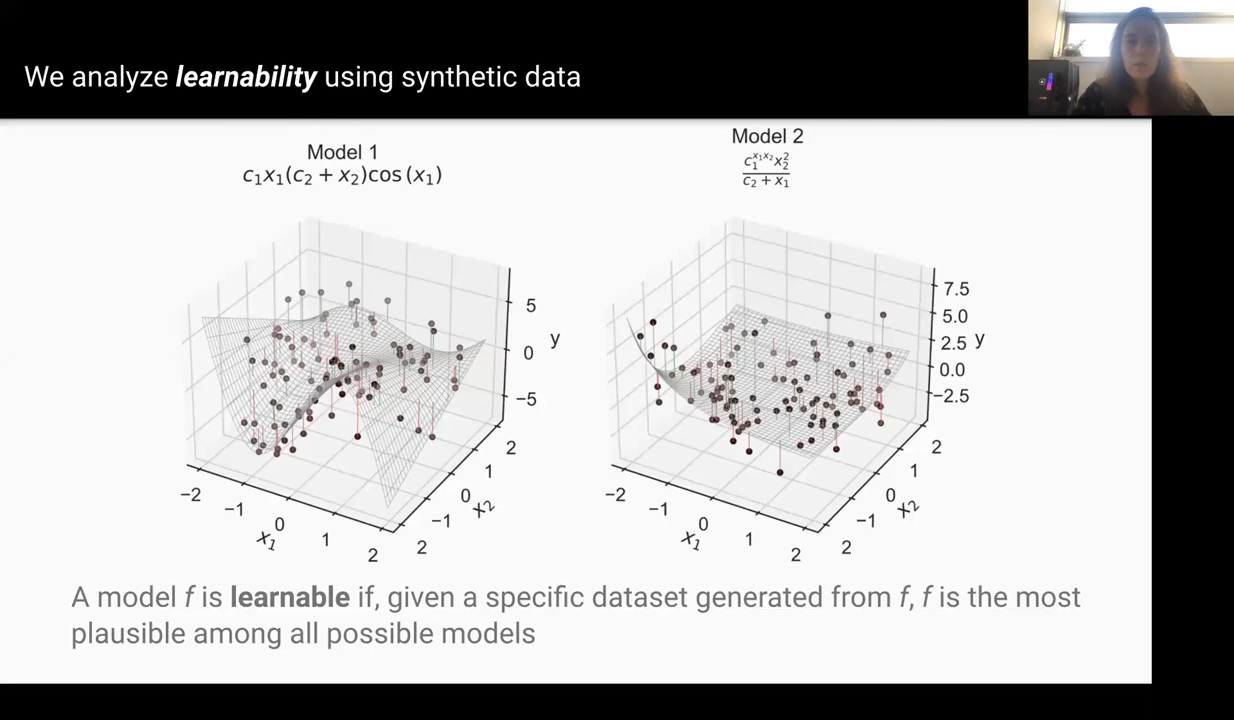 We analyze learnability using synthetic data
Model 1
c₁x₁(c₂ + x₂)cos (x₁)
Model 2
c₁^{x₁x₂}x₂²
c₂ + x₁
5
0
−5
y
−2
−1
0
1
2
x₁
2
−1
0
1
2
x₂
7.5
5.0
2.5
0.0
−2.5
y
−2
−1
0
1
2
x₁
2
−1
0
1
2
x₂
A model f is learnable if, given a specific dataset generated from f, f is the most
plausible among all possible models